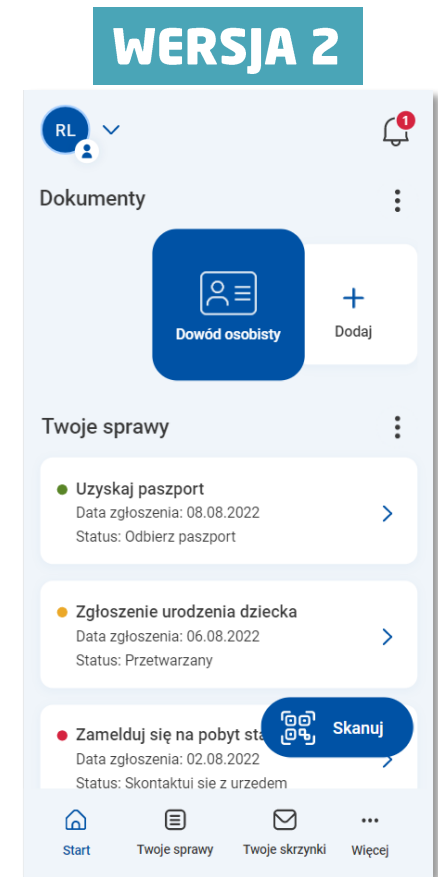 WERSJA 2
RL
1
Dokumenty
Dowód osobisty
Dodaj
Twoje sprawy
Uzyskaj paszport
Data zgłoszenia: 08.08.2022
Status: Odbierz paszport
Zgłoszenie urodzenia dziecka
Data zgłoszenia: 06.08.2022
Status: Przetwarzany
Zamelduj się na pobyt
Skanuj
Data zgłoszenia: 02.08.2022
Status: Skontaktuj się z urzędem
Start
Twoje sprawy
Twoje skrzynki
Więcej